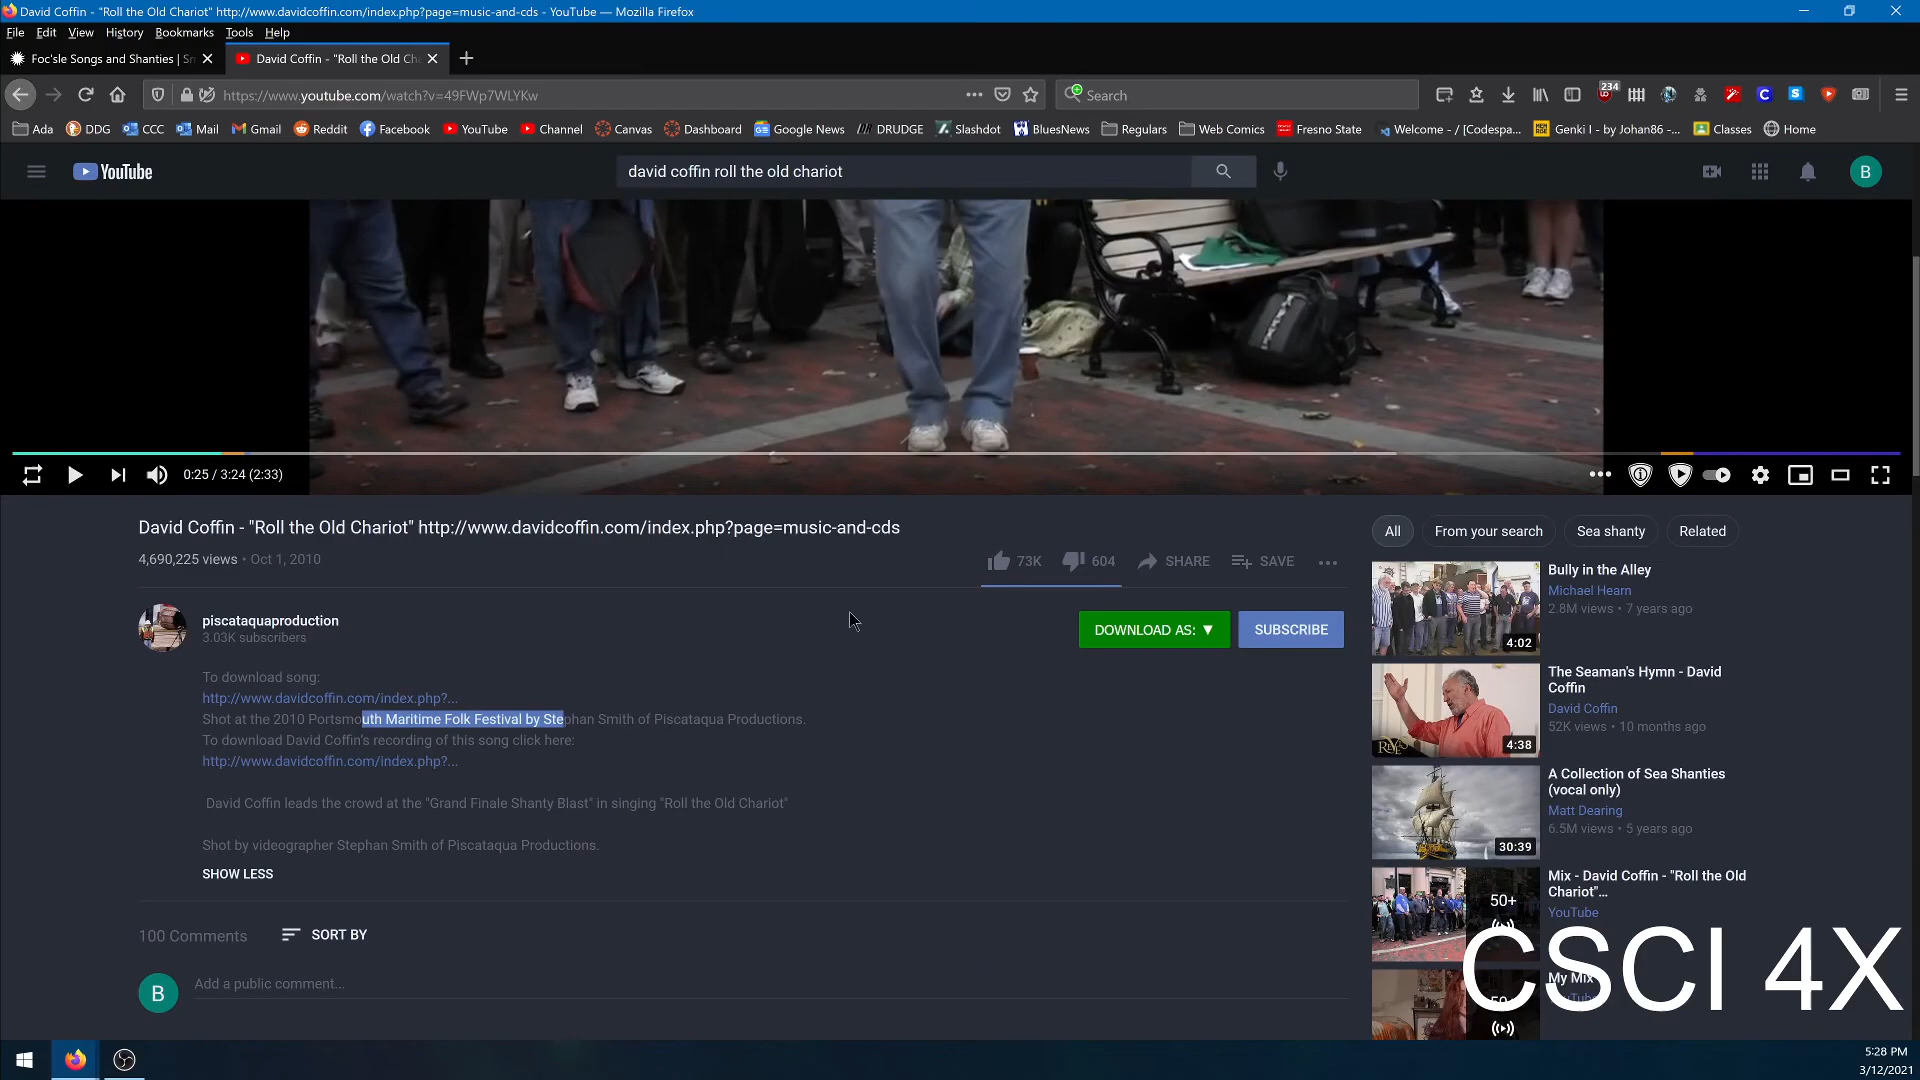 David Coffin - "Roll the Old Chariot" http://www.davidcoffin.com/index.php?page=music-and-cds - YouTube — Mozilla Firefox
File Edit View History Bookmarks Tools Help
Foc'sle Songs and Shanties |
David Coffin - "Roll the Old Ch
https://www.youtube.com/watch?v=49FWp7WLYKw
Search
234
Ada DDG CCC Mail Gmail Reddit Facebook YouTube Channel Canvas Dashboard Google News DRUDGE Slashdot BluesNews Regulars Web Comics Fresno State Welcome - / [Codespa... Genki I - by Johan86 -... Classes Home
YouTube
david coffin roll the old chariot
B
0:25 / 3:24 (2:33)
David Coffin - "Roll the Old Chariot" http://www.davidcoffin.com/index.php?page=music-and-cds
4,690,225 views • Oct 1, 2010
73K 604 SHARE SAVE
piscataquaproduction
3.03K subscribers
DOWNLOAD AS: ▼ SUBSCRIBE
To download song:
http://www.davidcoffin.com/index.php?...
Shot at the 2010 Portsmouth Maritime Folk Festival by Stephan Smith of Piscataqua Productions.
To download David Coffin's recording of this song click here:
http://www.davidcoffin.com/index.php?...
David Coffin leads the crowd at the "Grand Finale Shanty Blast" in singing "Roll the Old Chariot"
Shot by videographer Stephan Smith of Piscataqua Productions.
SHOW LESS
100 Comments SORT BY
B
Add a public comment...
All From your search Sea shanty Related
Bully in the Alley
Michael Hearn
2.8M views • 7 years ago
4:02
The Seaman's Hymn - David
Coffin
David Coffin
52K views • 10 months ago
4:38
A Collection of Sea Shanties
(vocal only)
Matt Dearing
6.5M views • 5 years ago
30:39
Mix - David Coffin - "Roll the Old
Chariot"...
YouTube
50+
My Mix
CSCI 4X
5:28 PM
3/12/2021